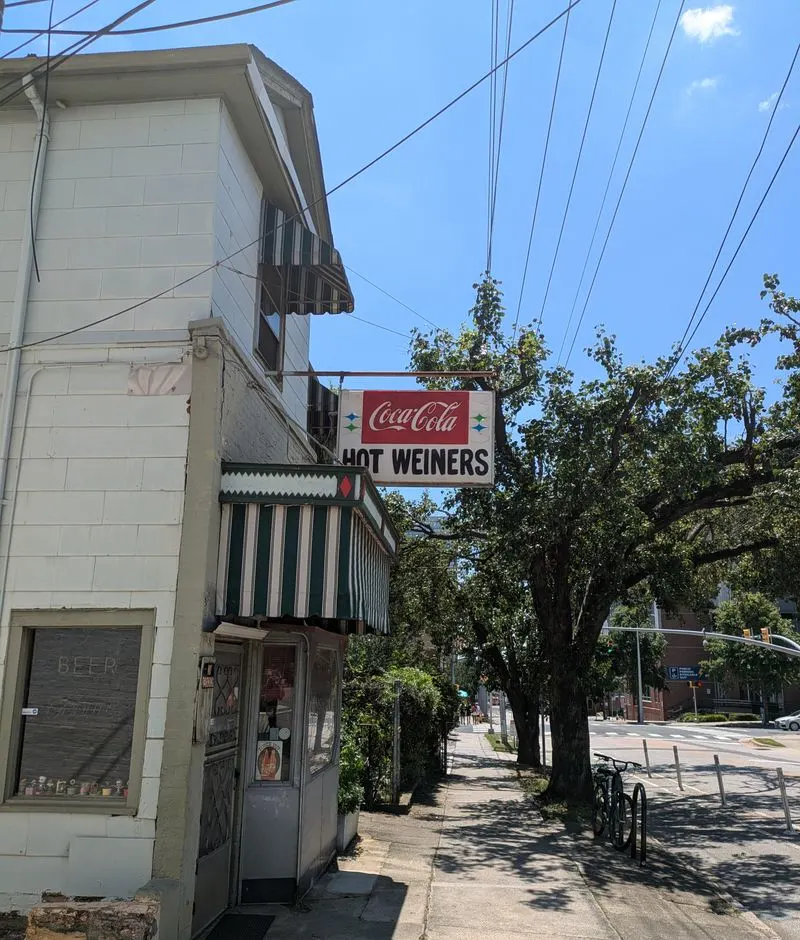 Coca-Cola
HOT WEINERS
BEER